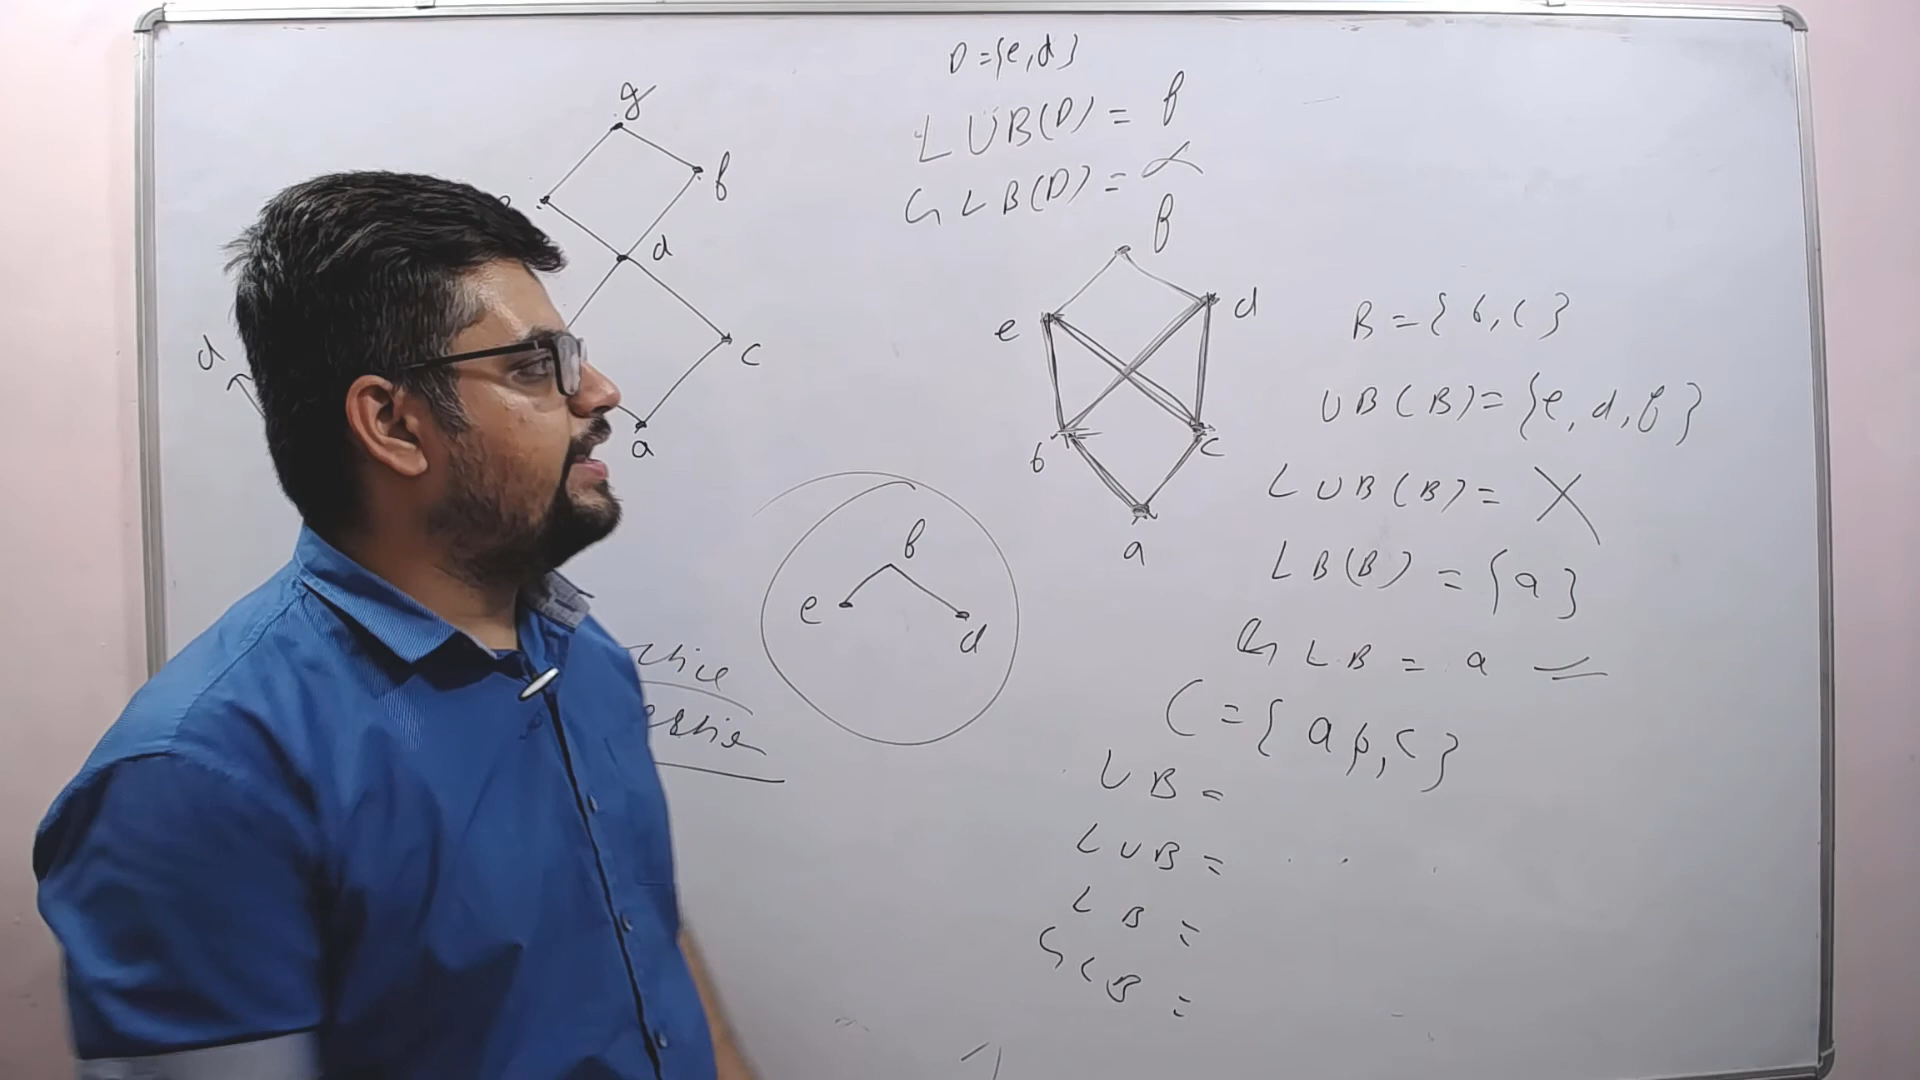 D = {e, d}
LUB(D) = f
GLB(D) = X
g
f
d
c
a
d
f
e
d
b
c
a
f
e
d
B = {b, c}
UB(B) = {e, d, f}
LUB(B) = X
LB(B) = {a}
GLB = a
C = {a b, c}
UB =
LUB =
LB =
GLB =